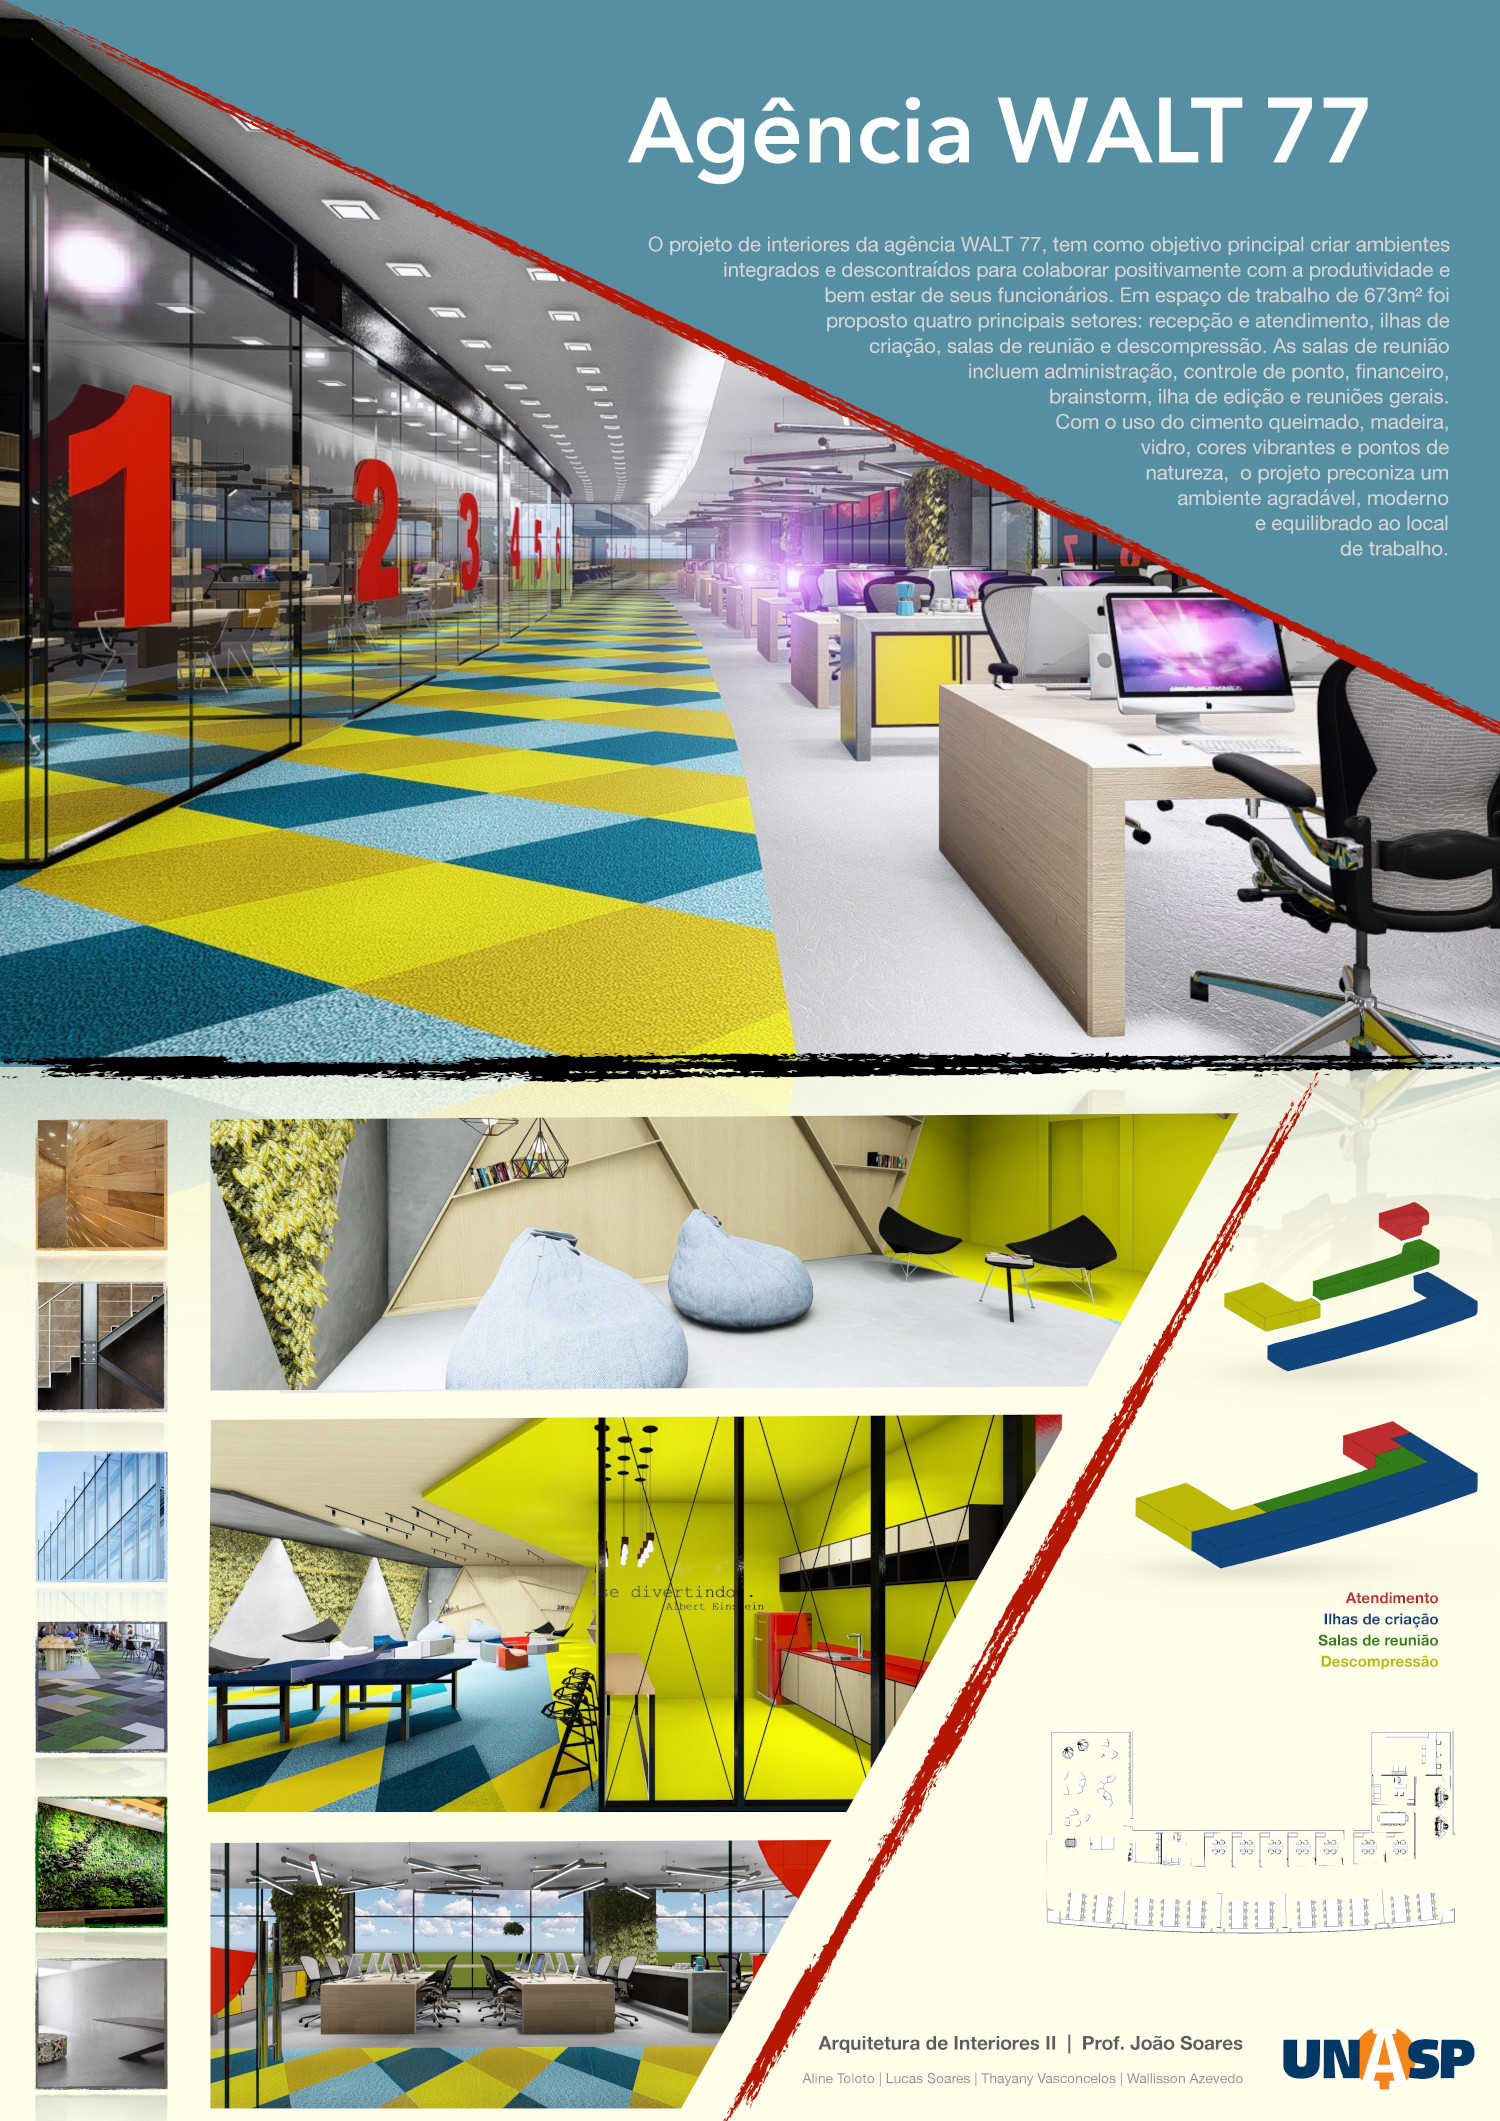 Agência WALT 77
O projeto de interiores da agência WALT 77, tem como objetivo principal criar ambientes
integrados e descontraídos para colaborar positivamente com a produtividade e
bem estar de seus funcionários. Em espaço de trabalho de 673m² foi
proposto quatro principais setores: recepção e atendimento, ilhas de
criação, salas de reunião e descompressão. As salas de reunião
incluem administração, controle de ponto, financeiro,
brainstorm, ilha de edição e reuniões gerais.
Com o uso do cimento queimado, madeira,
vidro, cores vibrantes e pontos de
natureza, o projeto preconiza um
ambiente agradável, moderno
e equilibrado ao local
de trabalho.
1 2 3 4 5 6
se divertindo.
Albert Einstein
Atendimento
Ilhas de criação
Salas de reunião
Descompressão
Arquitetura de Interiores II | Prof. João Soares
Aline Toloto | Lucas Soares | Thayany Vasconcelos | Wallisson Azevedo
UNASP